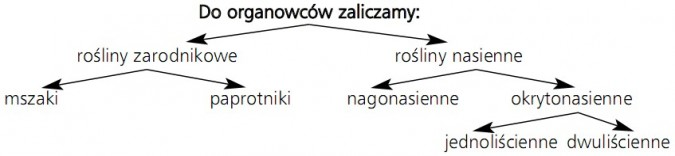 Do organowców zaliczamy:
rośliny zarodnikowe rośliny nasienne
mszaki paprotniki nagonasienne okrytonasienne
jednoliścienne dwuliścienne